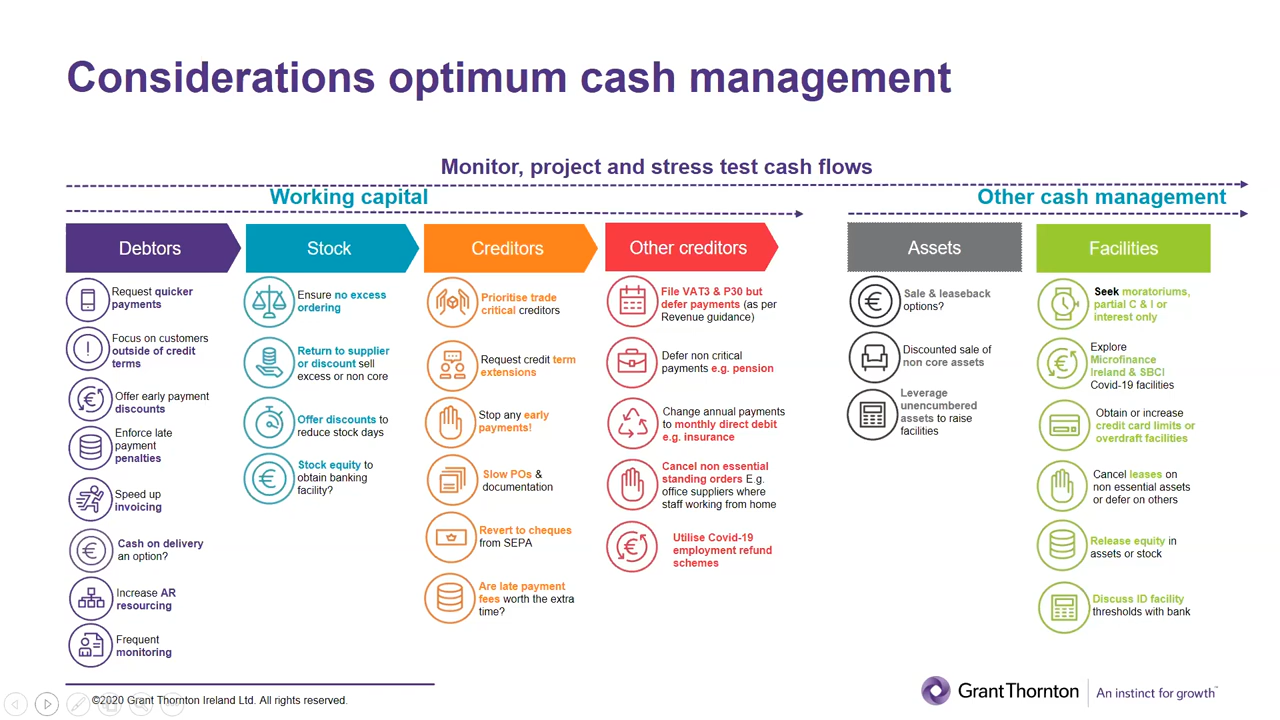 Considerations optimum cash management
Monitor, project and stress test cash flows
Working capital
Other cash management
Debtors
Request quicker
payments
Focus on customers
outside of credit
terms
Offer early payment
discounts
Enforce late
payment
penalties
Speed up
invoicing
Cash on delivery
an option?
Increase AR
resourcing
Frequent
monitoring
Stock
Ensure no excess
ordering
Return to supplier
or discount sell
excess or non core
Offer discounts to
reduce stock days
Stock equity to
obtain banking
facility?
Creditors
Prioritise trade
critical creditors
Request credit term
extensions
Stop any early
payments!
Slow POs &
documentation
Revert to cheques
from SEPA
Are late payment
fees worth the extra
time?
Other creditors
File VAT3 & P30 but
defer payments (as per
Revenue guidance)
Defer non critical
payments e.g. pension
Change annual payments
to monthly direct debit
e.g. insurance
Cancel non essential
standing orders E.g.
office suppliers where
staff working from home
Utilise Covid-19
employment refund
schemes
Assets
Sale & leaseback
options?
Discounted sale of
non core assets
Leverage
unencumbered
assets to raise
facilities
Facilities
Seek moratoriums,
partial C & I or
interest only
Explore
Microfinance
Ireland & SBCI
Covid-19 facilities
Obtain or increase
credit card limits or
overdraft facilities
Cancel leases on
non essential assets
or defer on others
Release equity in
assets or stock
Discuss ID facility
thresholds with bank
©2020 Grant Thornton Ireland Ltd. All rights reserved.
Grant Thornton
An instinct for growth™